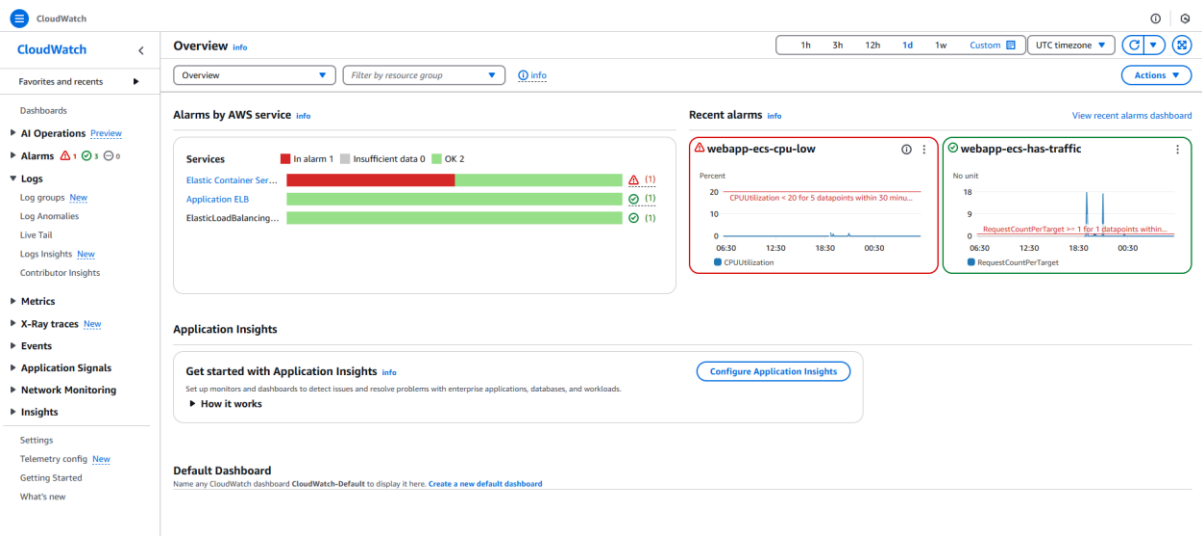 CloudWatch
CloudWatch
Favorites and recents
Dashboards
AI Operations Preview
Alarms 1 3 0
Logs
Log groups New
Log Anomalies
Live Tail
Logs Insights New
Contributor Insights
Metrics
X-Ray traces New
Events
Application Signals
Network Monitoring
Insights
Settings
Telemetry config New
Getting Started
What's new
Overview info
1h 3h 12h 1d 1w Custom UTC timezone
Overview Filter by resource group info
Actions
Alarms by AWS service info
Services In alarm 1 Insufficient data 0 OK 2
Elastic Container Ser... (1)
Application ELB (1)
ElasticLoadBalancing... (1)
Recent alarms info View recent alarms dashboard
webapp-ecs-cpu-low
Percent
20
CPUUtilization < 20 for 5 datapoints within 30 minu...
10
0
06:30 12:30 18:30 00:30
CPUUtilization
webapp-ecs-has-traffic
No unit
18
9
RequestCountPerTarget >= 1 for 1 datapoints within...
0
06:30 12:30 18:30 00:30
RequestCountPerTarget
Application Insights
Get started with Application Insights info
Configure Application Insights
Set up monitors and dashboards to detect issues and resolve problems with enterprise applications, databases, and workloads.
How it works
Default Dashboard
Name any CloudWatch dashboard CloudWatch-Default to display it here. Create a new default dashboard